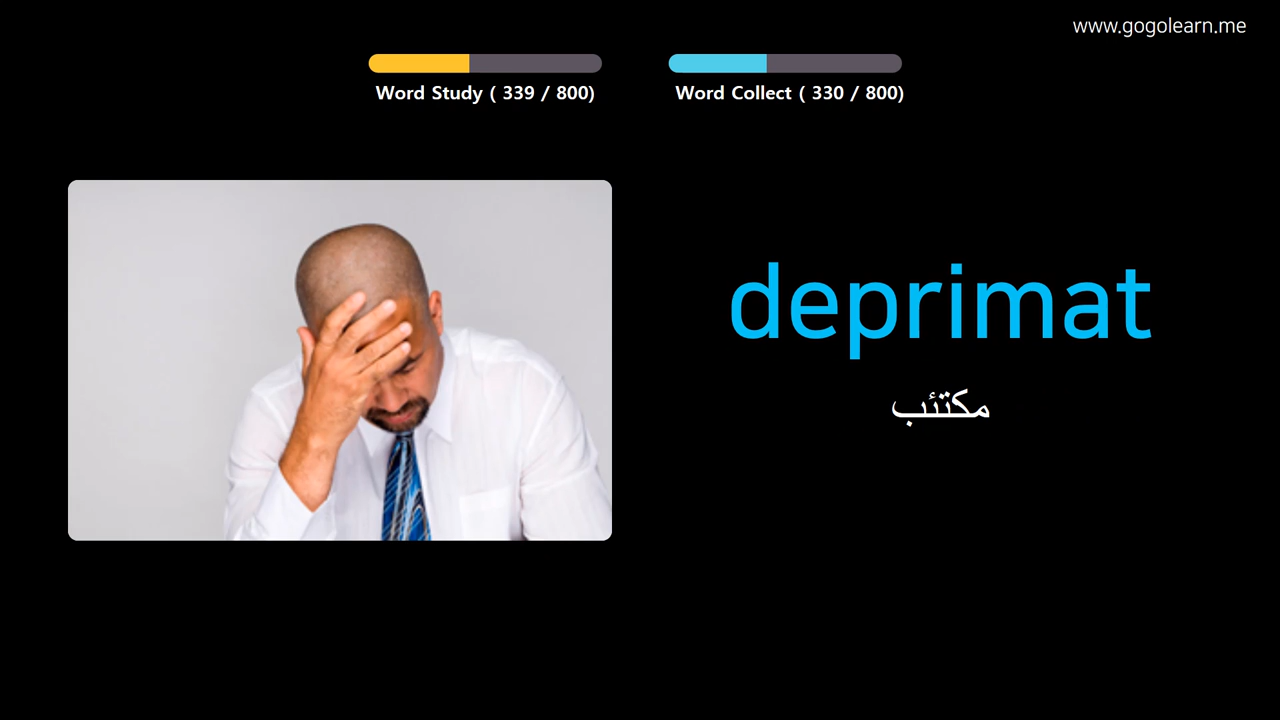 www.gogolearn.me
Word Study ( 339 / 800)
Word Collect ( 330 / 800)
deprimat
مكتئب